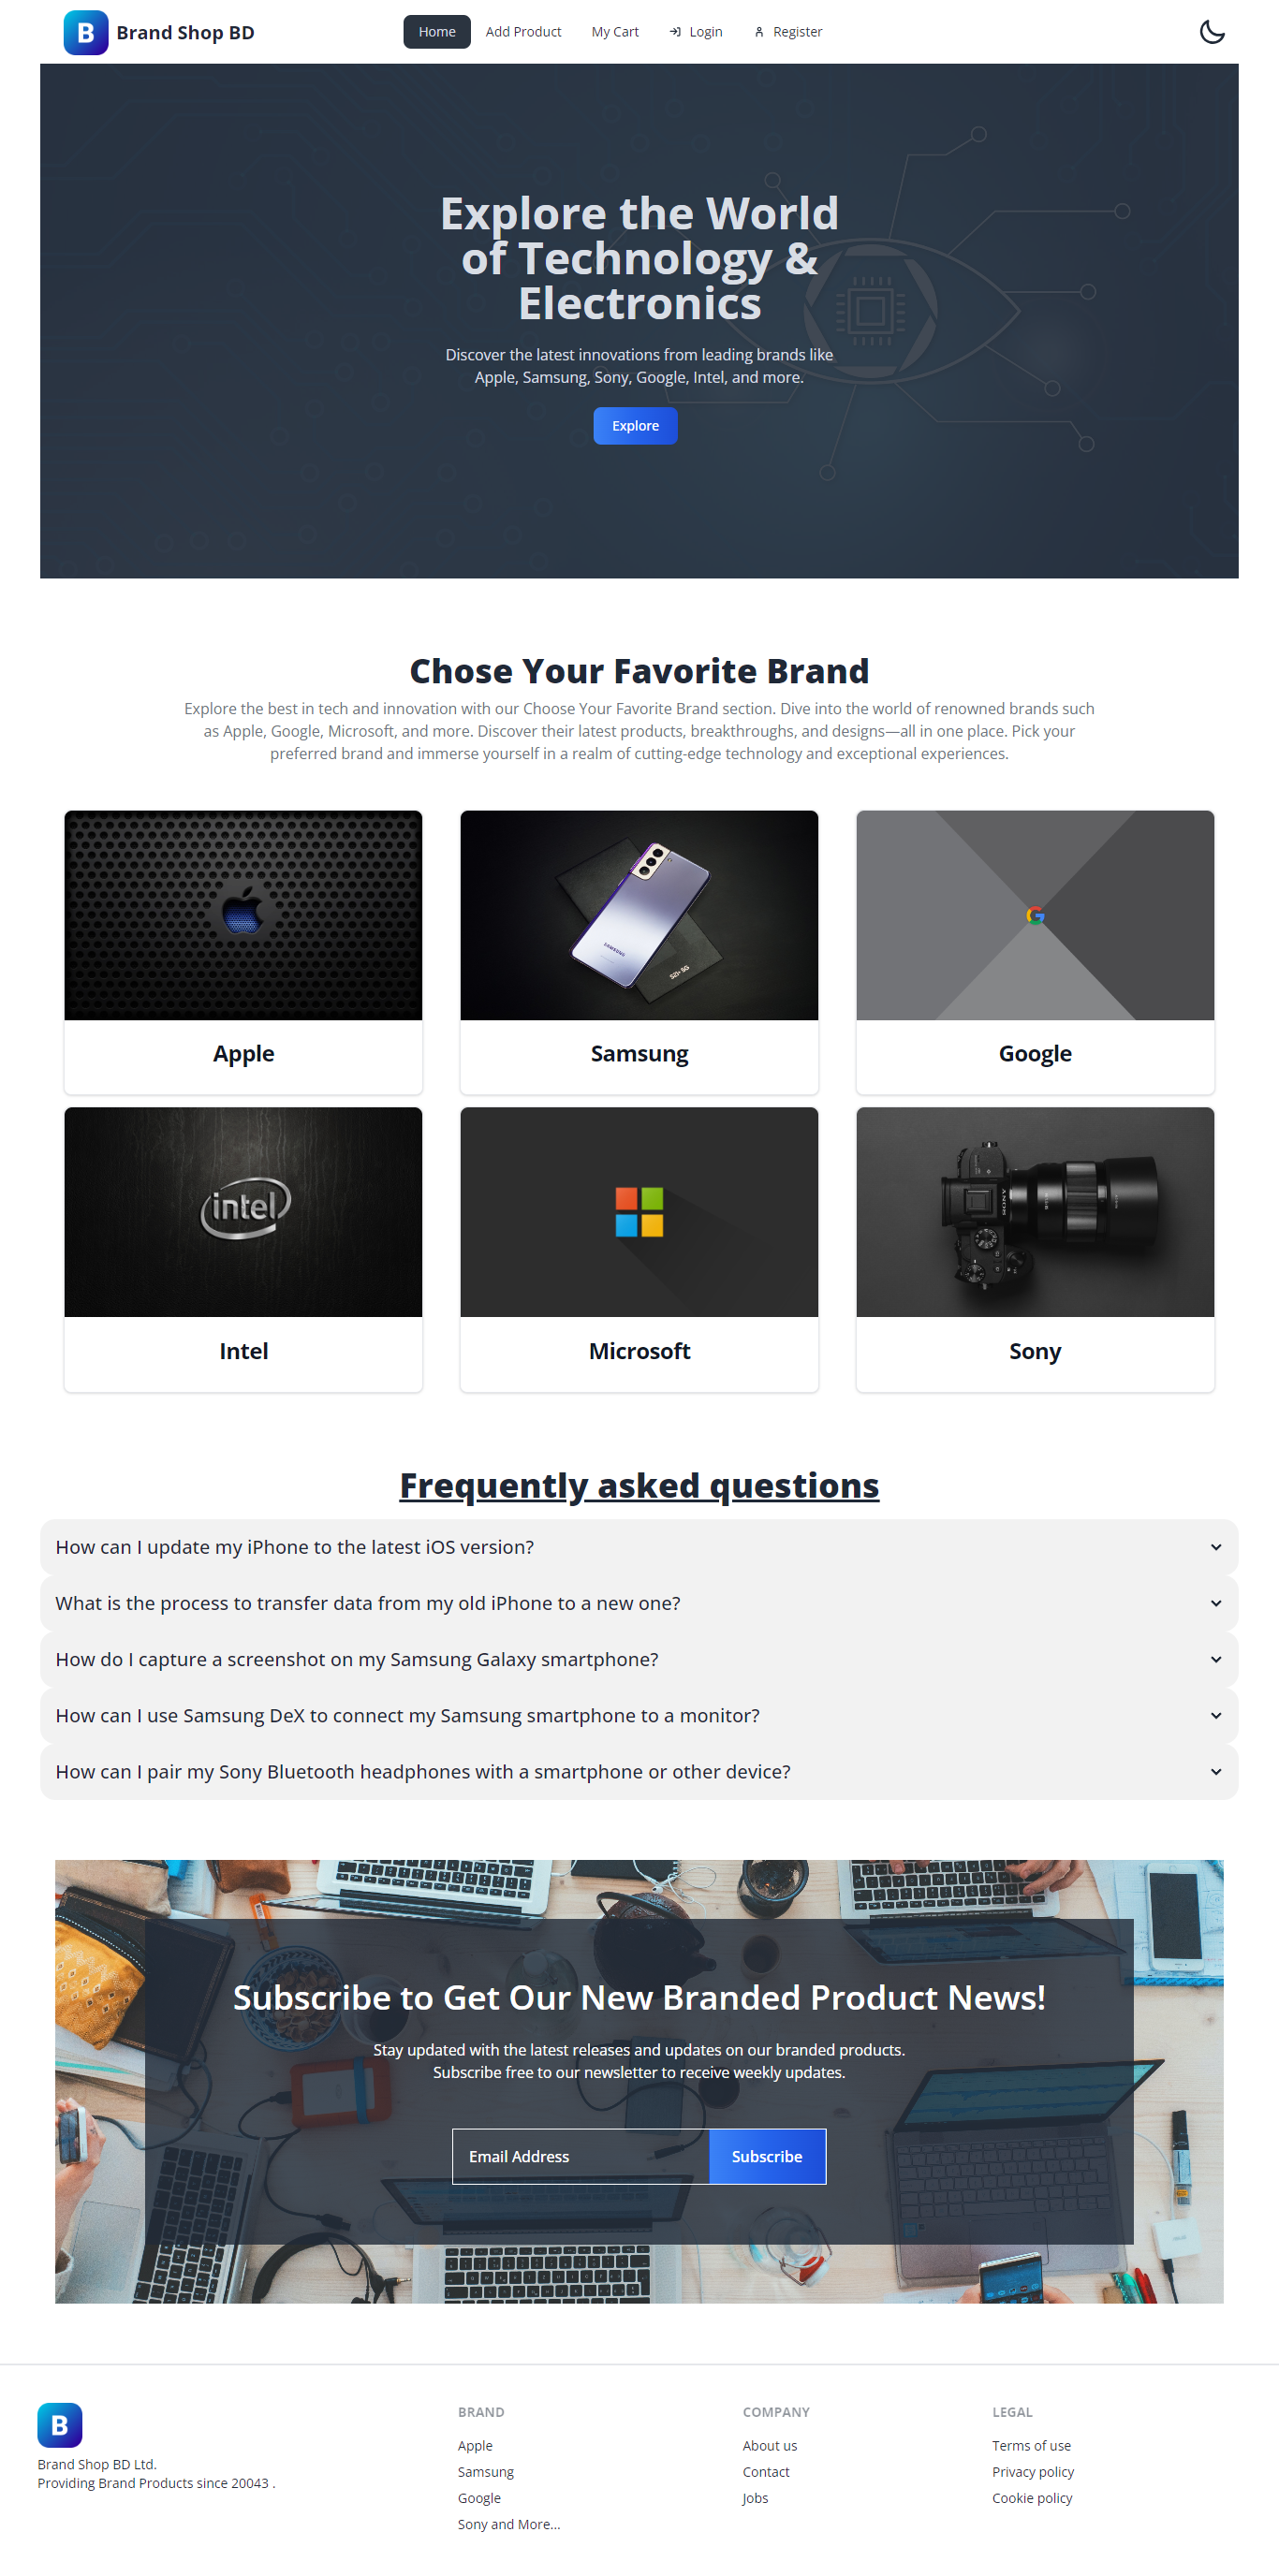 B
Brand Shop BD
Home
Add Product
My Cart
Login
Register
Explore the World
of Technology &
Electronics
Discover the latest innovations from leading brands like
Apple, Samsung, Sony, Google, Intel, and more.
Explore
Chose Your Favorite Brand
Explore the best in tech and innovation with our Choose Your Favorite Brand section. Dive into the world of renowned brands such
as Apple, Google, Microsoft, and more. Discover their latest products, breakthroughs, and designs—all in one place. Pick your
preferred brand and immerse yourself in a realm of cutting-edge technology and exceptional experiences.
SAMSUNG
S21+ 5G
G
Apple
Samsung
Google
intel
SONY
Intel
Microsoft
Sony
Frequently asked questions
How can I update my iPhone to the latest iOS version?
What is the process to transfer data from my old iPhone to a new one?
How do I capture a screenshot on my Samsung Galaxy smartphone?
How can I use Samsung DeX to connect my Samsung smartphone to a monitor?
How can I pair my Sony Bluetooth headphones with a smartphone or other device?
Subscribe to Get Our New Branded Product News!
Stay updated with the latest releases and updates on our branded products.
Subscribe free to our newsletter to receive weekly updates.
Email Address
Subscribe
B
Brand Shop BD Ltd.
Providing Brand Products since 20043 .
BRAND
Apple
Samsung
Google
Sony and More...
COMPANY
About us
Contact
Jobs
LEGAL
Terms of use
Privacy policy
Cookie policy